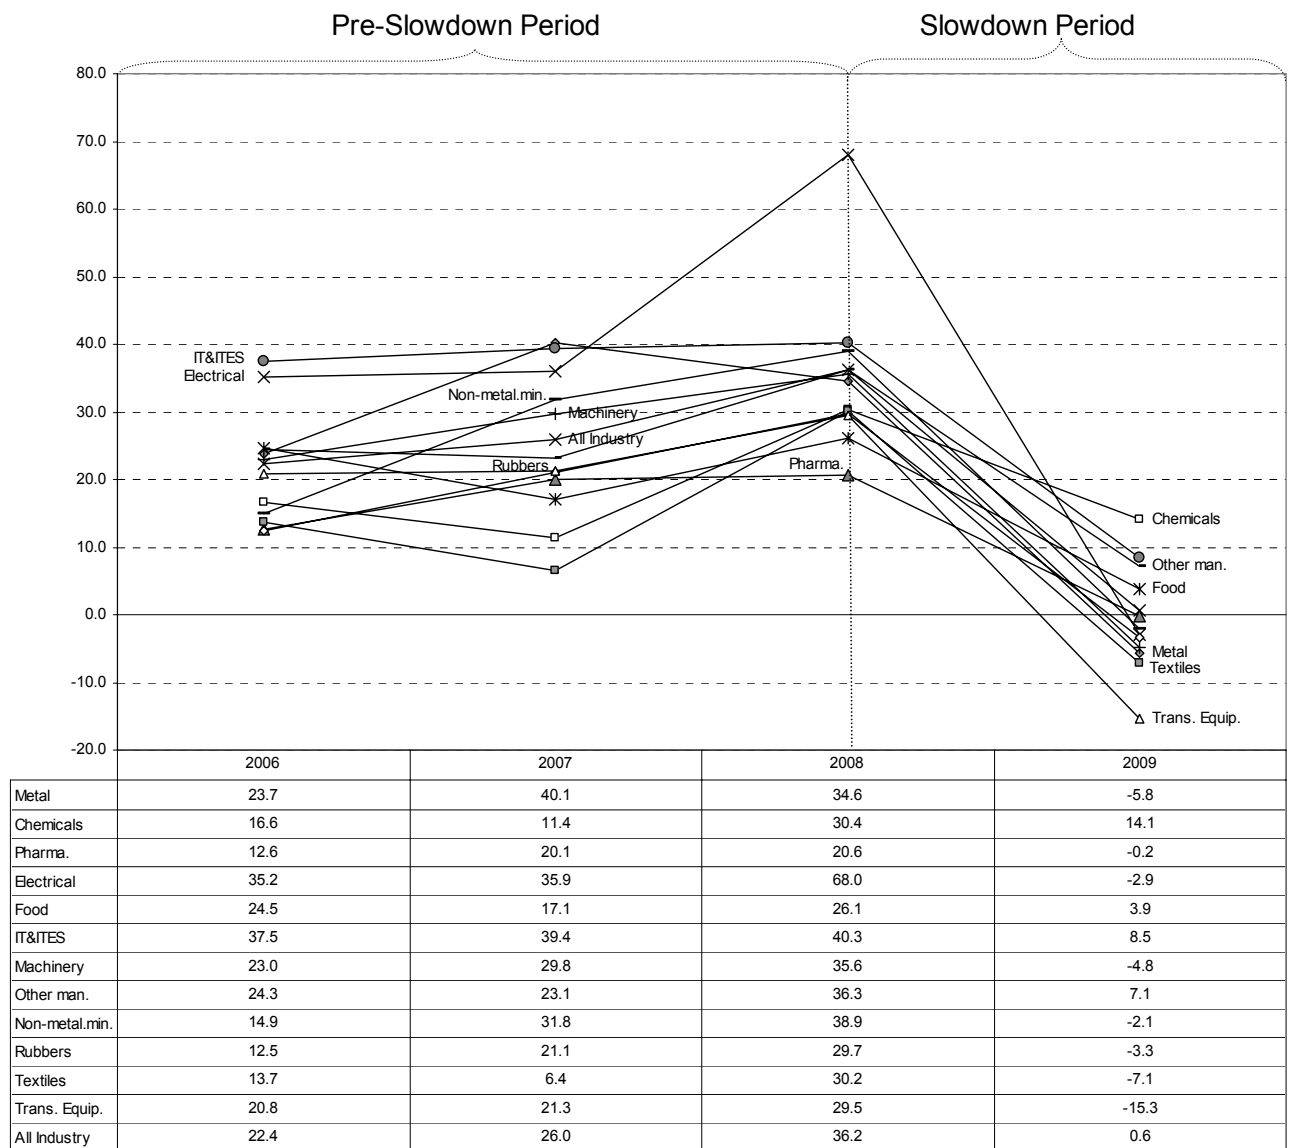 Pre-Slowdown Period Slowdown Period
80.0
70.0
60.0
50.0
40.0
IT&ITES
Electrical
Non-metal.min.
30.0
Machinery
All Industry
Rubbers
Pharma.
20.0
Chemicals
10.0
Other man.
Food
0.0
Metal
Textiles
-10.0
Trans. Equip.
-20.0
2006 2007 2008 2009
Metal 23.7 40.1 34.6 -5.8
Chemicals 16.6 11.4 30.4 14.1
Pharma. 12.6 20.1 20.6 -0.2
Electrical 35.2 35.9 68.0 -2.9
Food 24.5 17.1 26.1 3.9
IT&ITES 37.5 39.4 40.3 8.5
Machinery 23.0 29.8 35.6 -4.8
Other man. 24.3 23.1 36.3 7.1
Non-metal.min. 14.9 31.8 38.9 -2.1
Rubbers 12.5 21.1 29.7 -3.3
Textiles 13.7 6.4 30.2 -7.1
Trans. Equip. 20.8 21.3 29.5 -15.3
All Industry 22.4 26.0 36.2 0.6